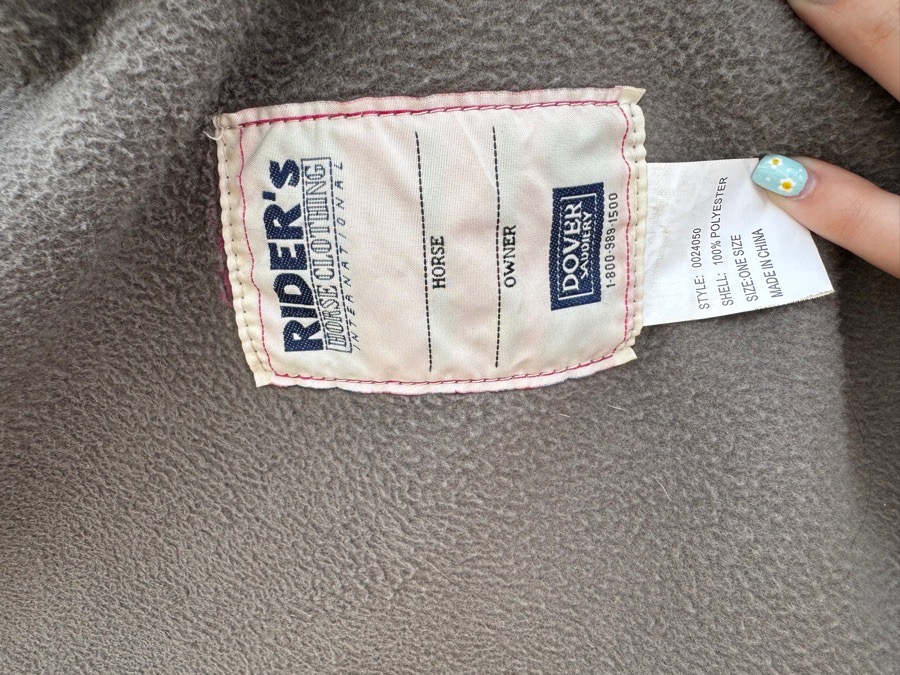 RIDER's
HORSE CLOTHING
INTERNATIONAL
HORSE
OWNER
DOVER
SADDLERY
1-800-989-1500
STYLE: 0024050
SHELL: 100% POLYESTER
SIZE:ONE SIZE
MADE IN CHINA